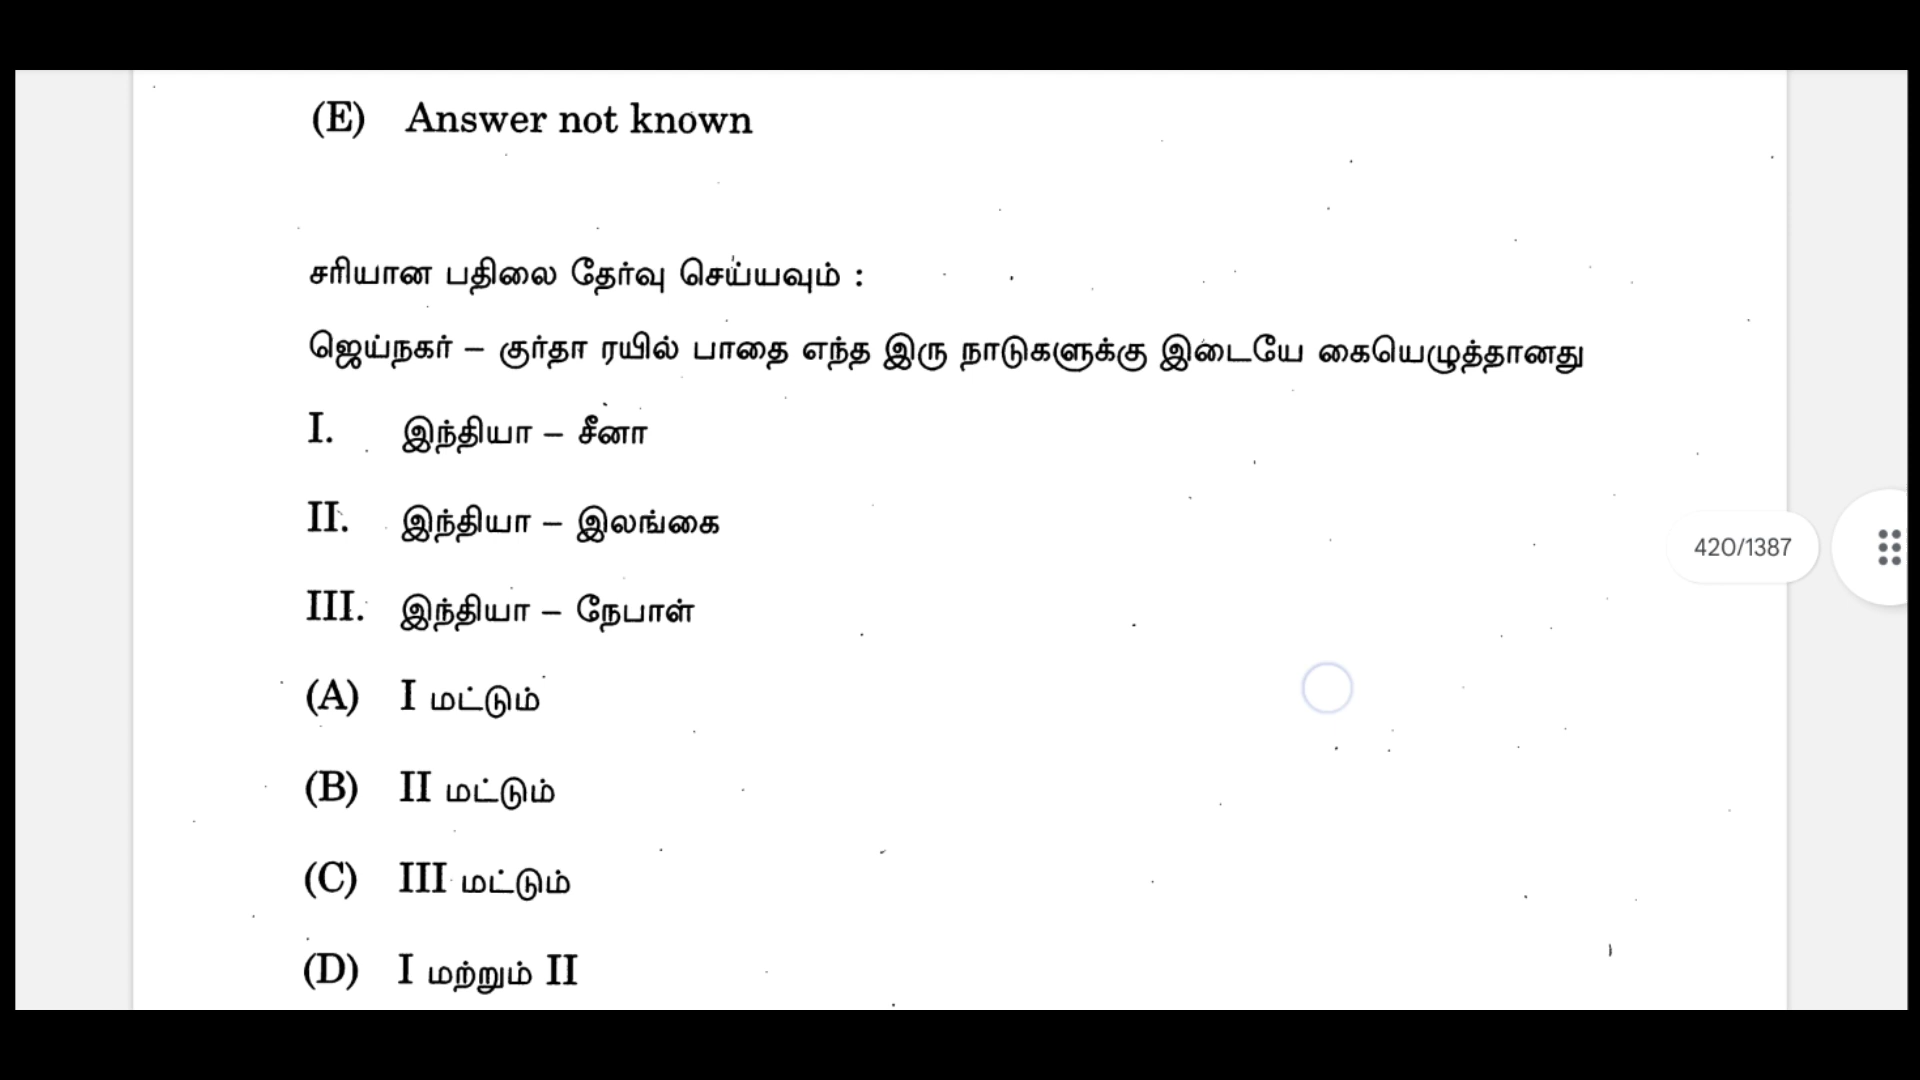 (E) Answer not known
சரியான பதிலை தேர்வு செய்யவும் :
ஜெய்நகர் – குர்தா ரயில் பாதை எந்த இரு நாடுகளுக்கு இடையே கையெழுத்தானது
I. இந்தியா – சீனா
II. இந்தியா – இலங்கை
III. இந்தியா – நேபாள்
420/1387
(A) I மட்டும்
(B) II மட்டும்
(C) III மட்டும்
(D) I மற்றும் II